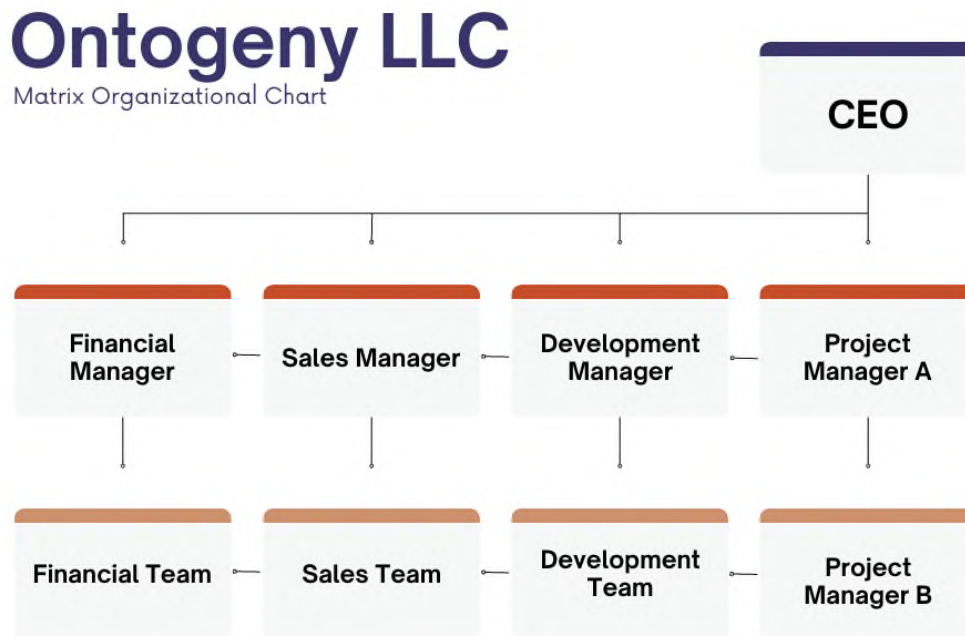 Ontogeny LLC
Matrix Organizational Chart
CEO
Financial
Manager
Sales Manager
Development
Manager
Project
Manager A
Financial Team
Sales Team
Development
Team
Project
Manager B